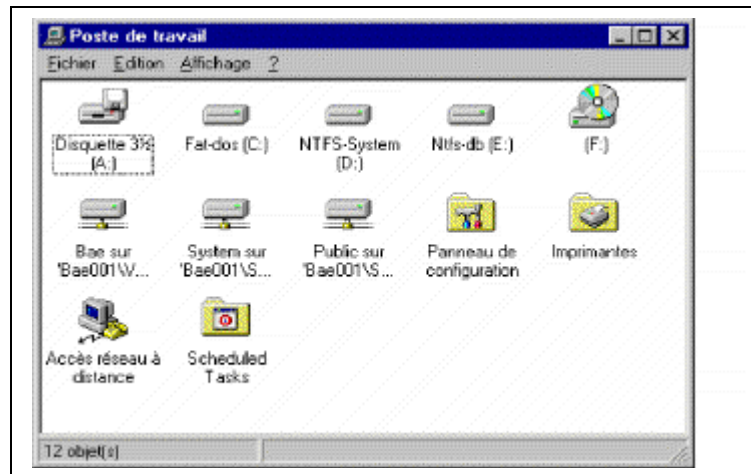 Poste de travail
Fichier Edition Affichage ?
Disquette 3½ Fat-dos (C:) NTFS-System Ntfs-db (E:) (F:)
(A:) (D:)
Bae sur System sur Public sur Panneau de Imprimantes
'Bae001\V... 'Bae001\S... 'Bae001\S... configuration
Accès réseau à Scheduled
distance Tasks
12 objet(s)